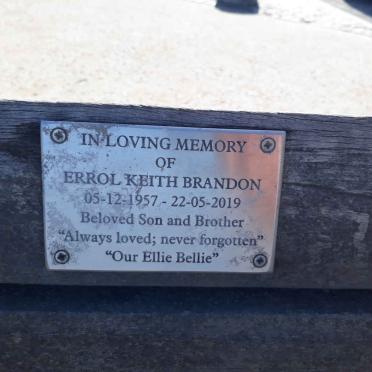 IN LOVING MEMORY
OF
ERROL KEITH BRANDON
05-12-1957 - 22-05-2019
Beloved Son and Brother
"Always loved; never forgotten"
"Our Ellie Bellie"